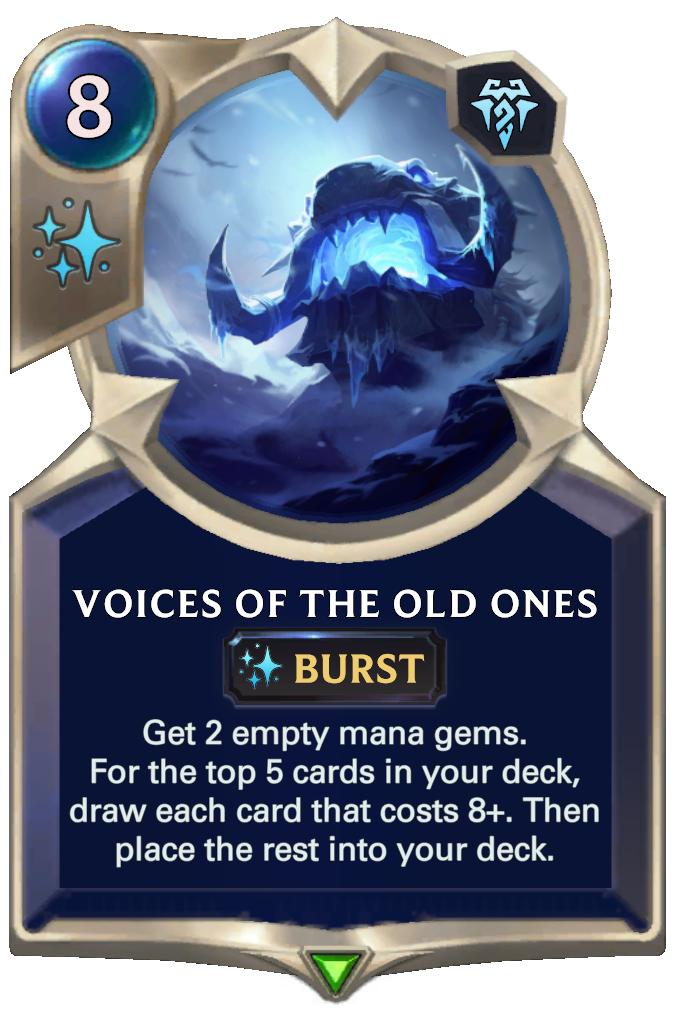 8
VOICES OF THE OLD ONES
BURST
Get 2 empty mana gems.
For the top 5 cards in your deck,
draw each card that costs 8+. Then
place the rest into your deck.